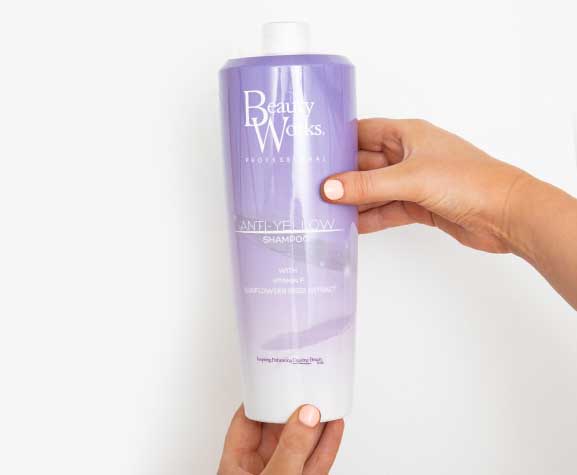 Beauty
Works.
PROFESSIONAL
ANTI-YELLOW
SHAMPOO
WITH
VITAMIN F
SUNFLOWER SEED EXTRACT